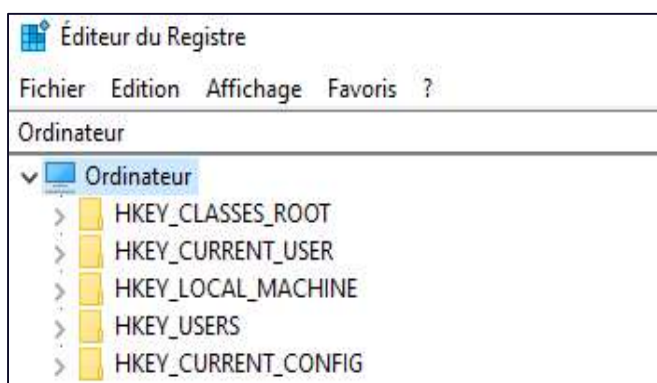 Éditeur du Registre
Fichier Edition Affichage Favoris ?
Ordinateur
Ordinateur
HKEY_CLASSES_ROOT
HKEY_CURRENT_USER
HKEY_LOCAL_MACHINE
HKEY_USERS
HKEY_CURRENT_CONFIG